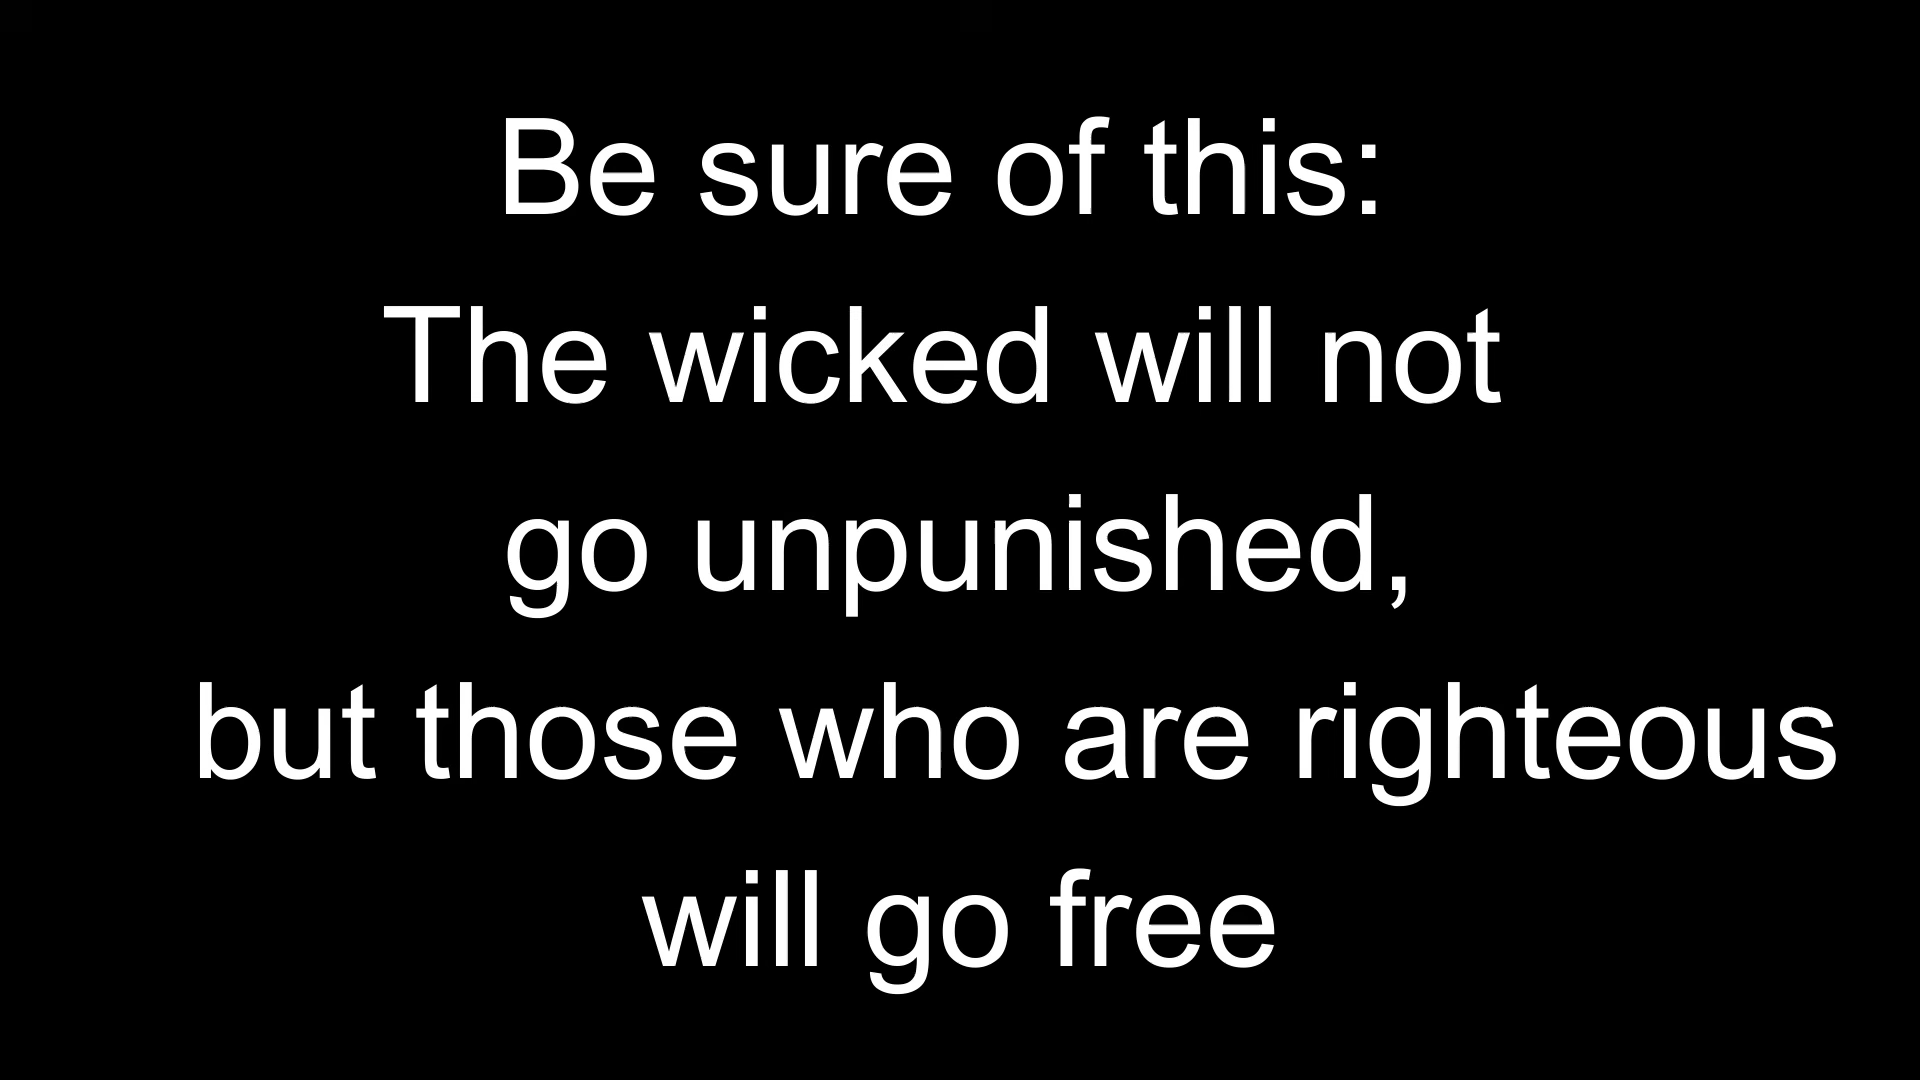 Be sure of this:
The wicked will not
go unpunished,
but those who are righteous
will go free